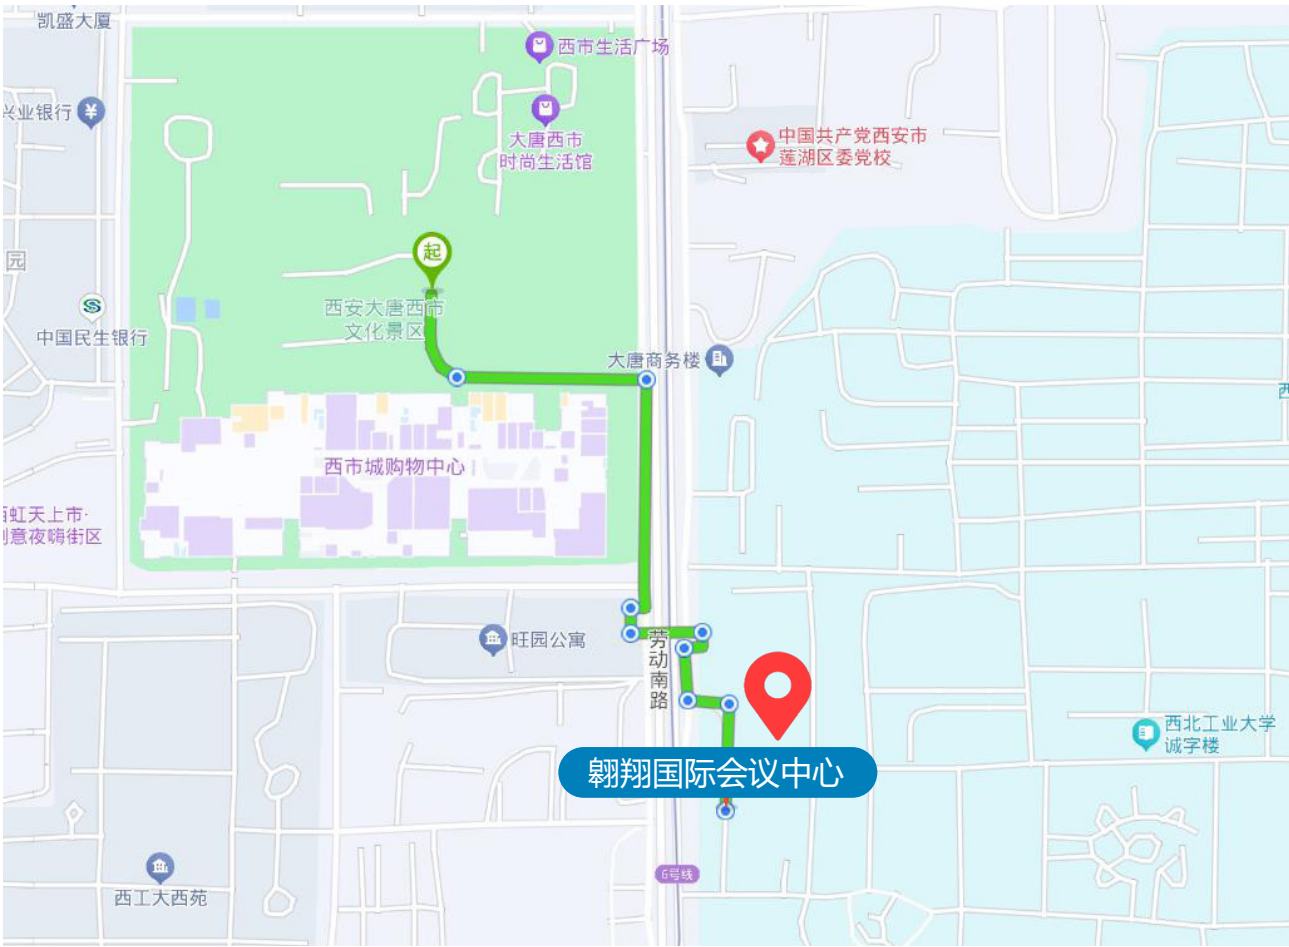 凯盛大厦
西市生活广场
兴业银行
大唐西市
时尚生活馆
中国共产党西安市
莲湖区委党校
起
园
西安大唐西市
文化景区
中国民生银行
大唐商务楼
西
西市城购物中心
虹天上市·
意夜嗨街区
旺园公寓
劳动南路
西北工业大学
诚字楼
翱翔国际会议中心
6号线
西工大西苑